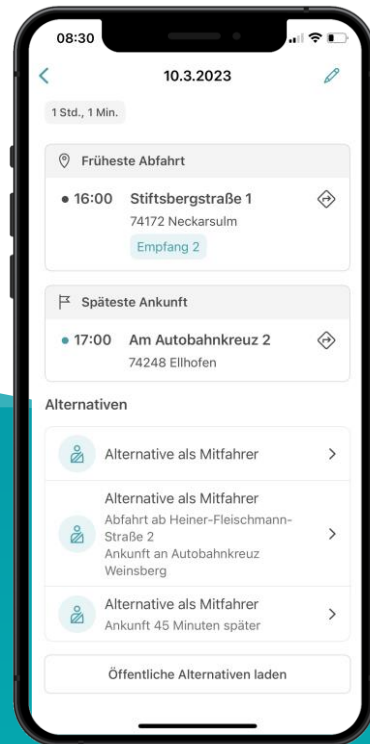 08:30
10.3.2023
1 Std., 1 Min.
Früheste Abfahrt
16:00 Stiftsbergstraße 1
74172 Neckarsulm
Empfang 2
Späteste Ankunft
17:00 Am Autobahnkreuz 2
74248 Ellhofen
Alternativen
Alternative als Mitfahrer
Alternative als Mitfahrer
Abfahrt ab Heiner-Fleischmann-
Straße 2
Ankunft an Autobahnkreuz
Weinsberg
Alternative als Mitfahrer
Ankunft 45 Minuten später
Öffentliche Alternativen laden